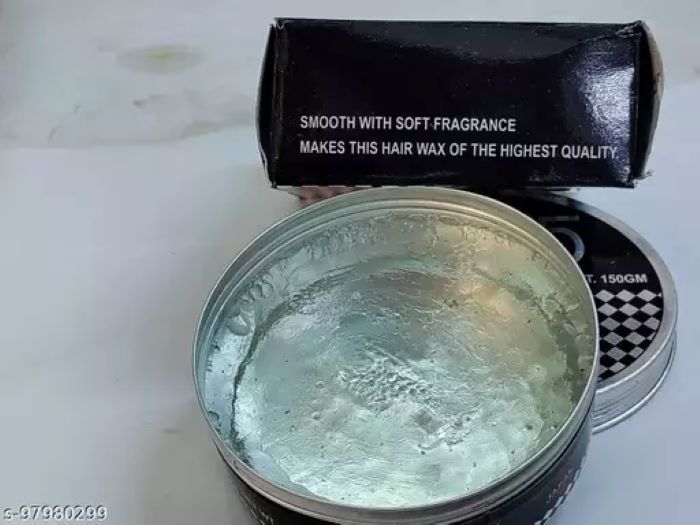 SMOOTH WITH SOFT FRAGRANCE
MAKES THIS HAIR WAX OF THE HIGHEST QUALITY
T. 150GM
s-97980299